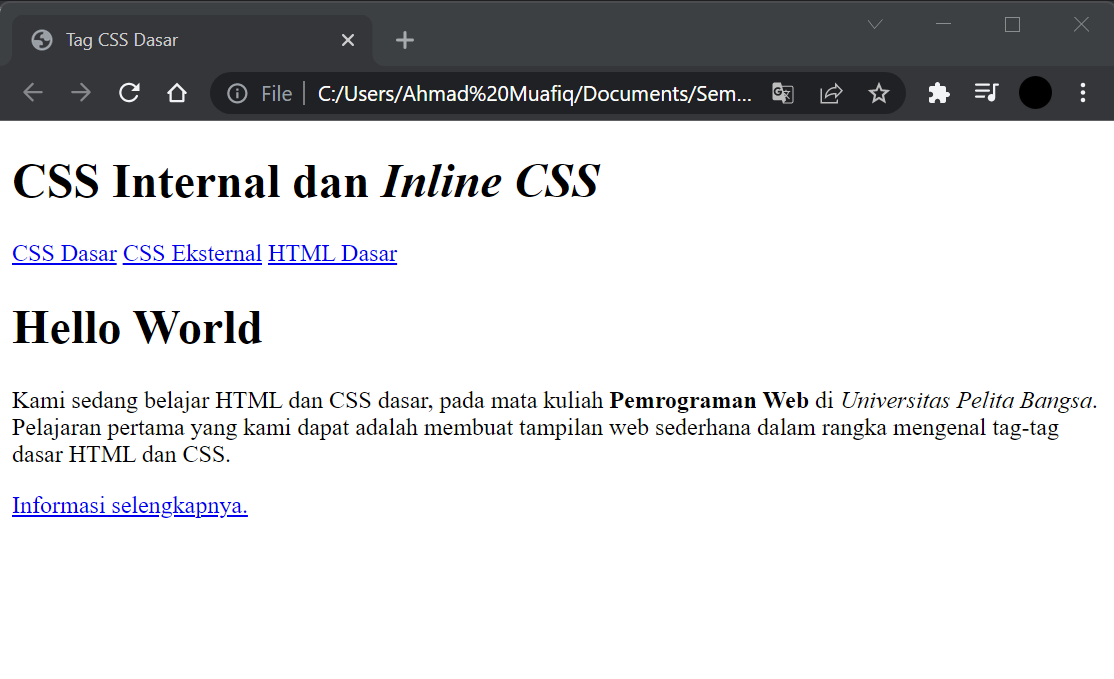 Tag CSS Dasar
File
C:/Users/Ahmad%20Muafiq/Documents/Sem...
CSS Internal dan Inline CSS
CSS Dasar CSS Eksternal HTML Dasar
Hello World
Kami sedang belajar HTML dan CSS dasar, pada mata kuliah Pemrograman Web di Universitas Pelita Bangsa.
Pelajaran pertama yang kami dapat adalah membuat tampilan web sederhana dalam rangka mengenal tag-tag
dasar HTML dan CSS.
Informasi selengkapnya.